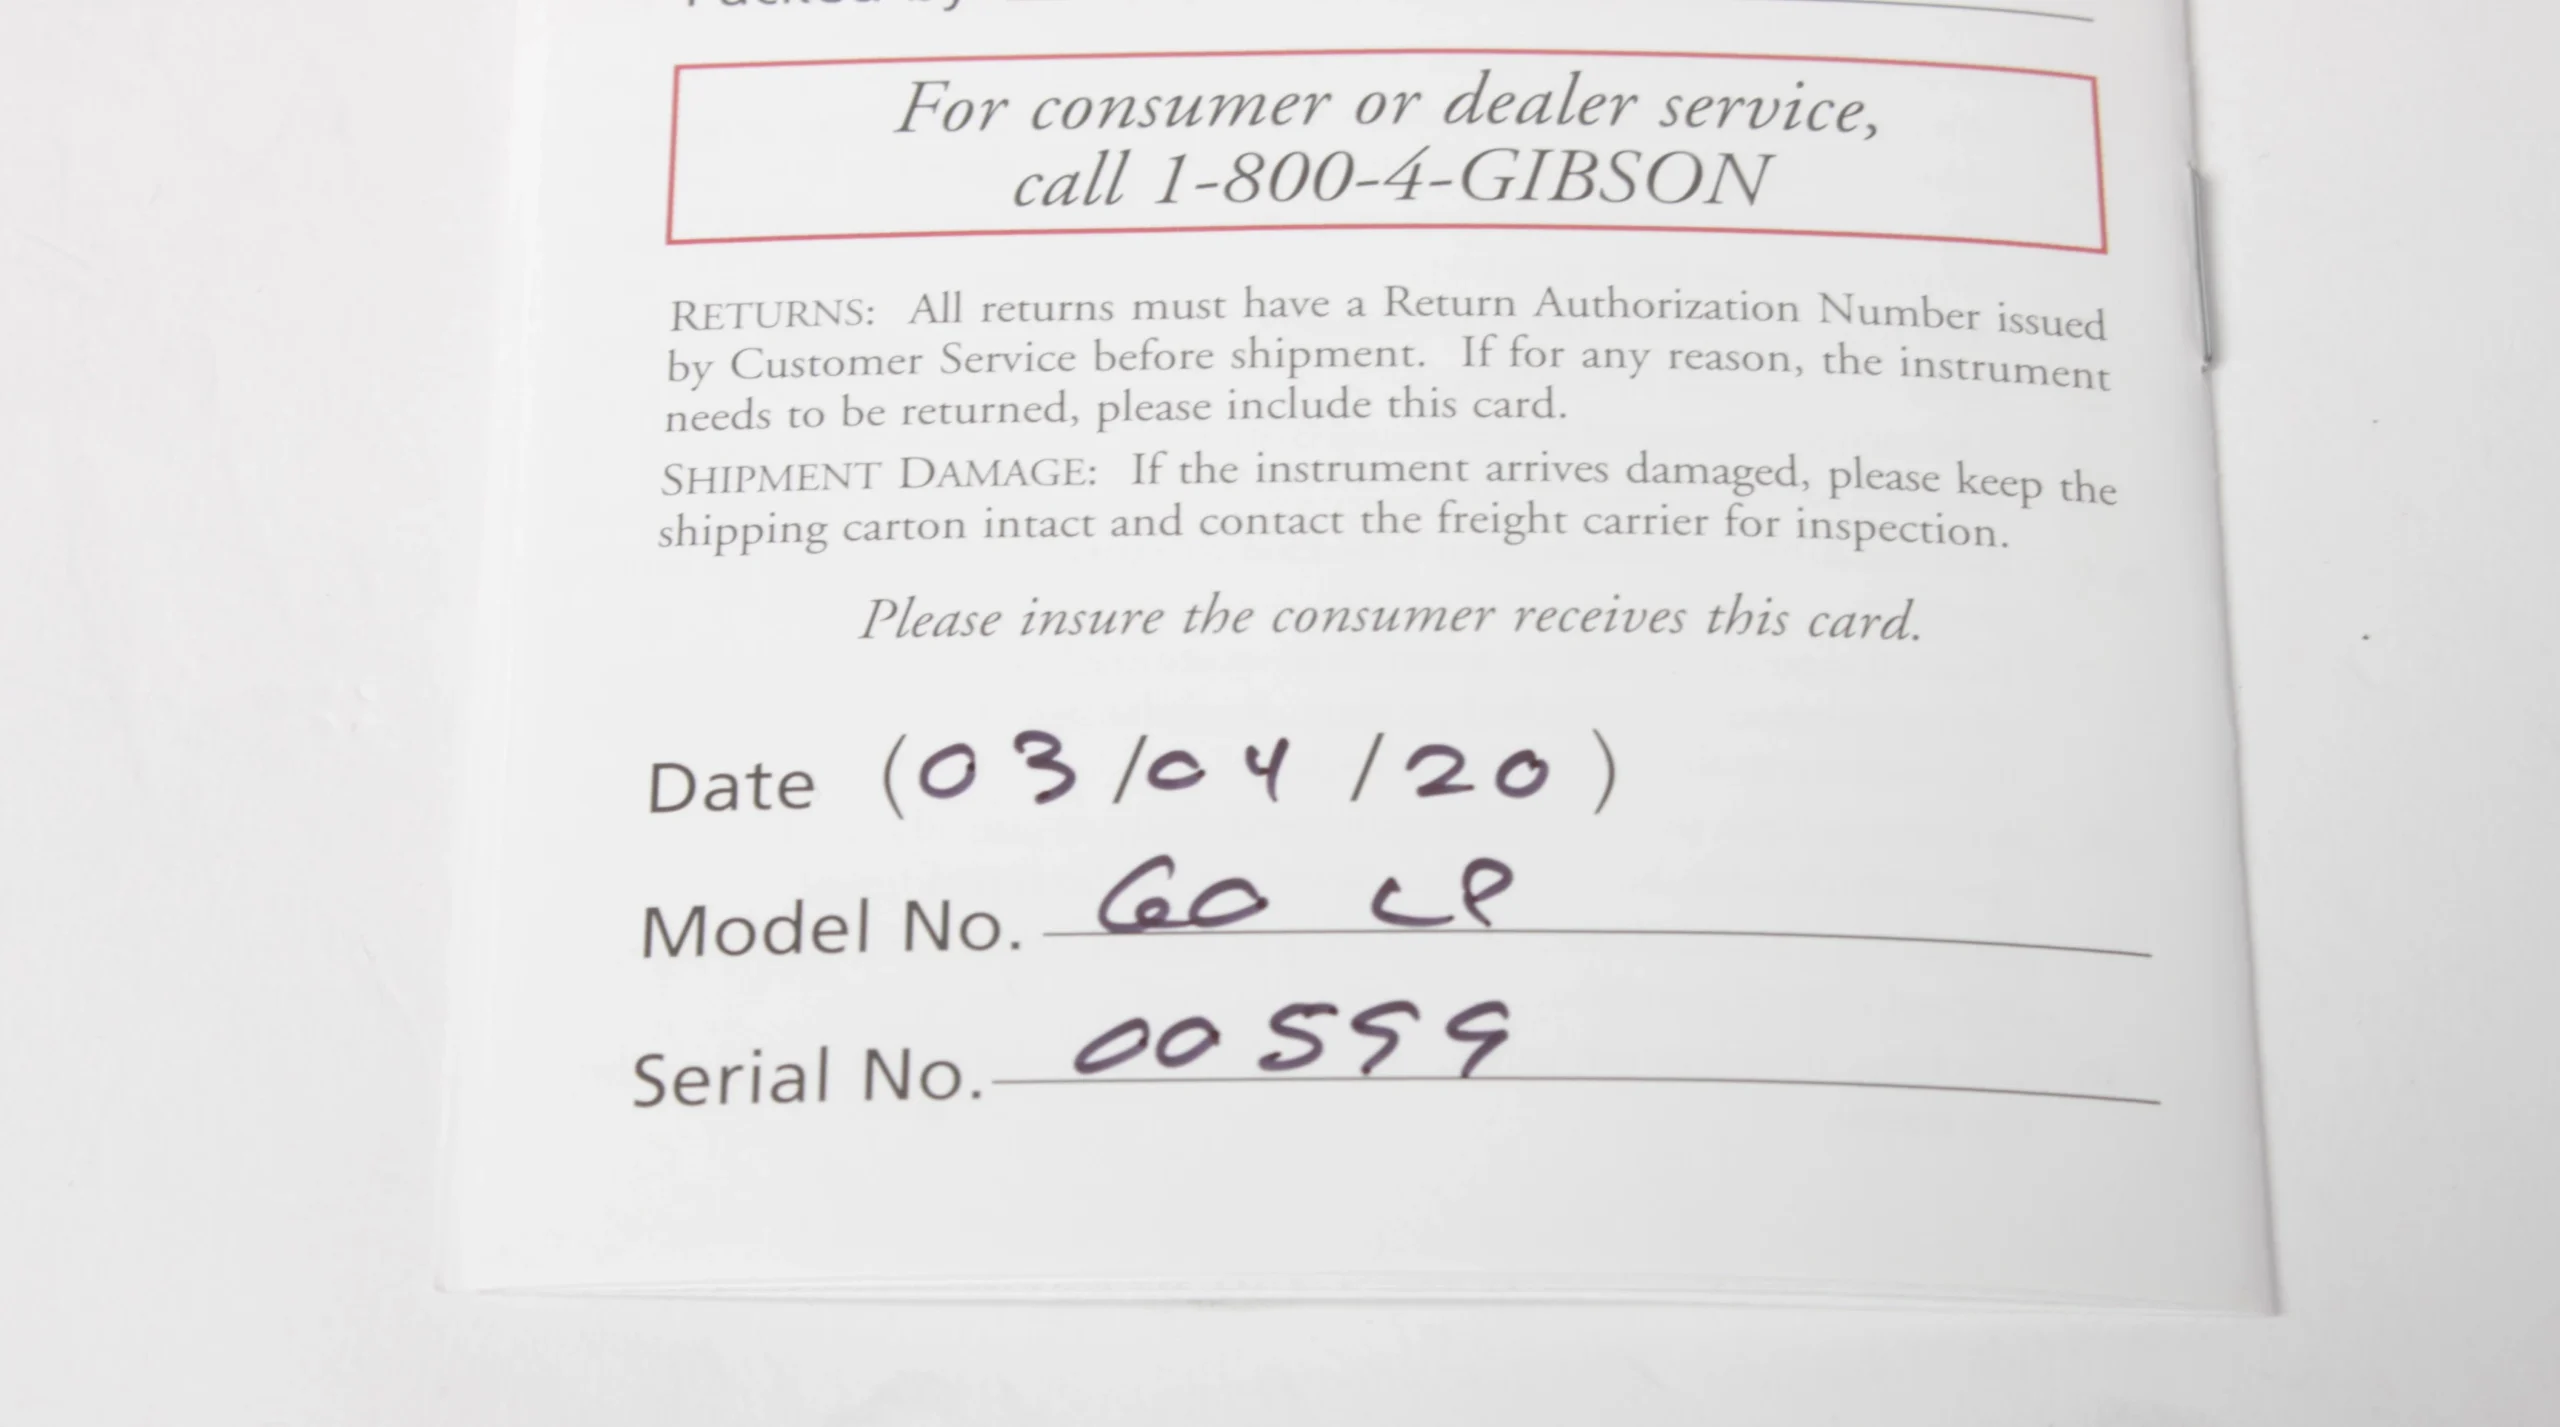 Packed by
For consumer or dealer service,
call 1-800-4-GIBSON
RETURNS: All returns must have a Return Authorization Number issued
by Customer Service before shipment. If for any reason, the instrument
needs to be returned, please include this card.
SHIPMENT DAMAGE: If the instrument arrives damaged, please keep the
shipping carton intact and contact the freight carrier for inspection.
Please insure the consumer receives this card.
Date (03/04/20)
Model No. 60 LP
Serial No. 00599